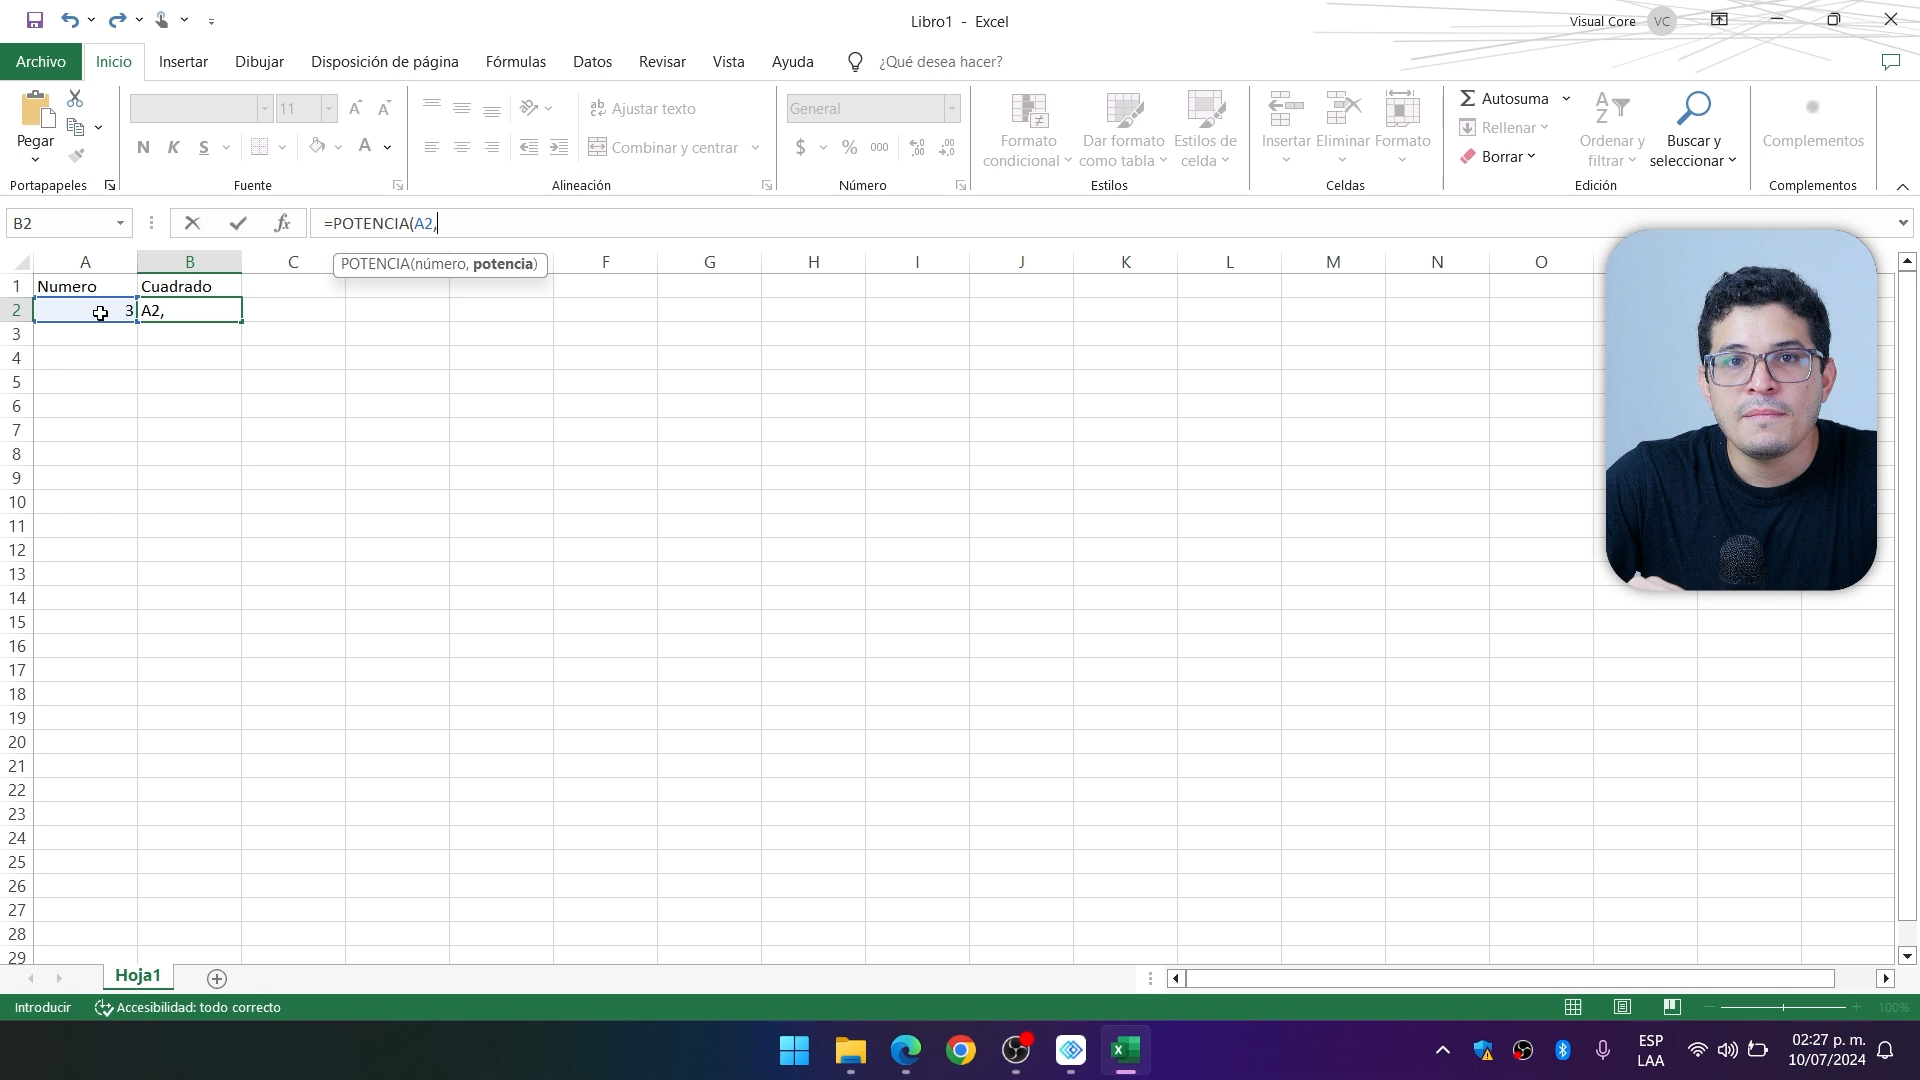 Libro1 - Excel
Visual Core
VC
Archivo
Inicio
Insertar
Dibujar
Disposición de página
Fórmulas
Datos
Revisar
Vista
Ayuda
¿Qué desea hacer?
Pegar
Portapapeles
11
A A
N K S
A
Fuente
ab Ajustar texto
Combinar y centrar
Alineación
General
$ % 000
Número
Formato
condicional
Dar formato
como tabla
Estilos de
celda
Estilos
Insertar
Eliminar
Formato
Celdas
Autosuma
Rellenar
Borrar
Ordenar y
filtrar
Buscar y
seleccionar
Edición
Complementos
Complementos
B2
fx
=POTENCIA(A2,
POTENCIA(número, potencia)
A B C F G H I J K L M N O
1 Numero Cuadrado
2 3 A2,
3
4
5
6
7
8
9
10
11
12
13
14
15
16
17
18
19
20
21
22
23
24
25
26
27
28
29
Hoja1
Introducir
Accesibilidad: todo correcto
100%
ESP
LAA
02:27 p. m.
10/07/2024